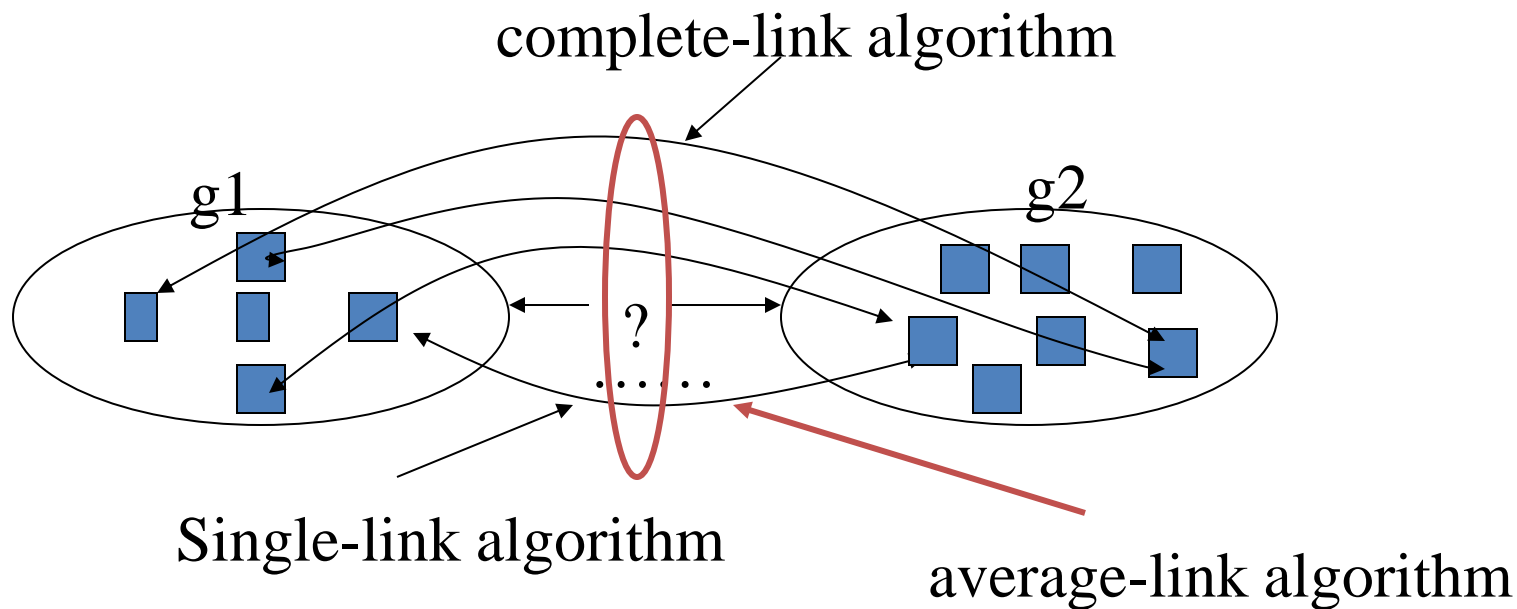 complete-link algorithm
g1
g2
?
......
Single-link algorithm
average-link algorithm